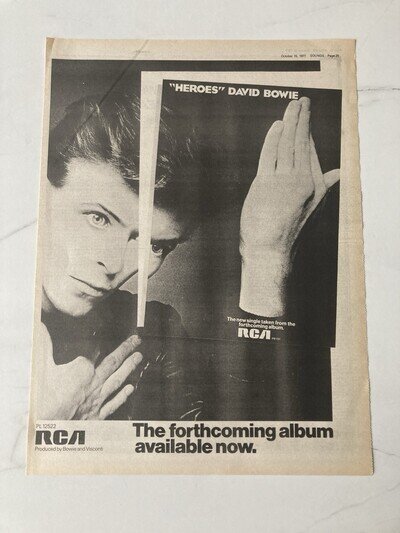 October 15, 1977 SOUNDS Page 25
"HEROES" DAVID BOWIE
The new single taken from the
forthcoming album.
RCA
PL 12522
RCA
Produced by Bowie and Visconti
The forthcoming album
available now.